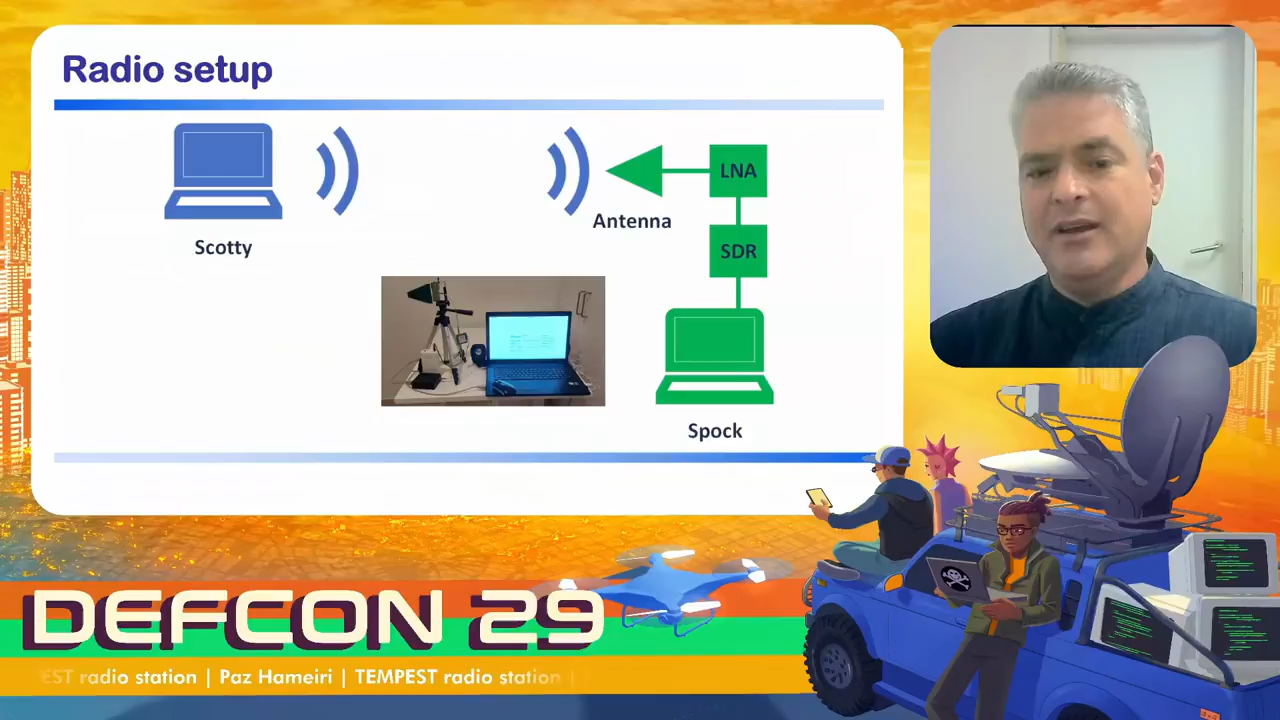 Radio setup
Scotty
Antenna
LNA
SDR
Spock
DEFCON 29
EST radio station | Paz Hameiri | TEMPEST radio station |